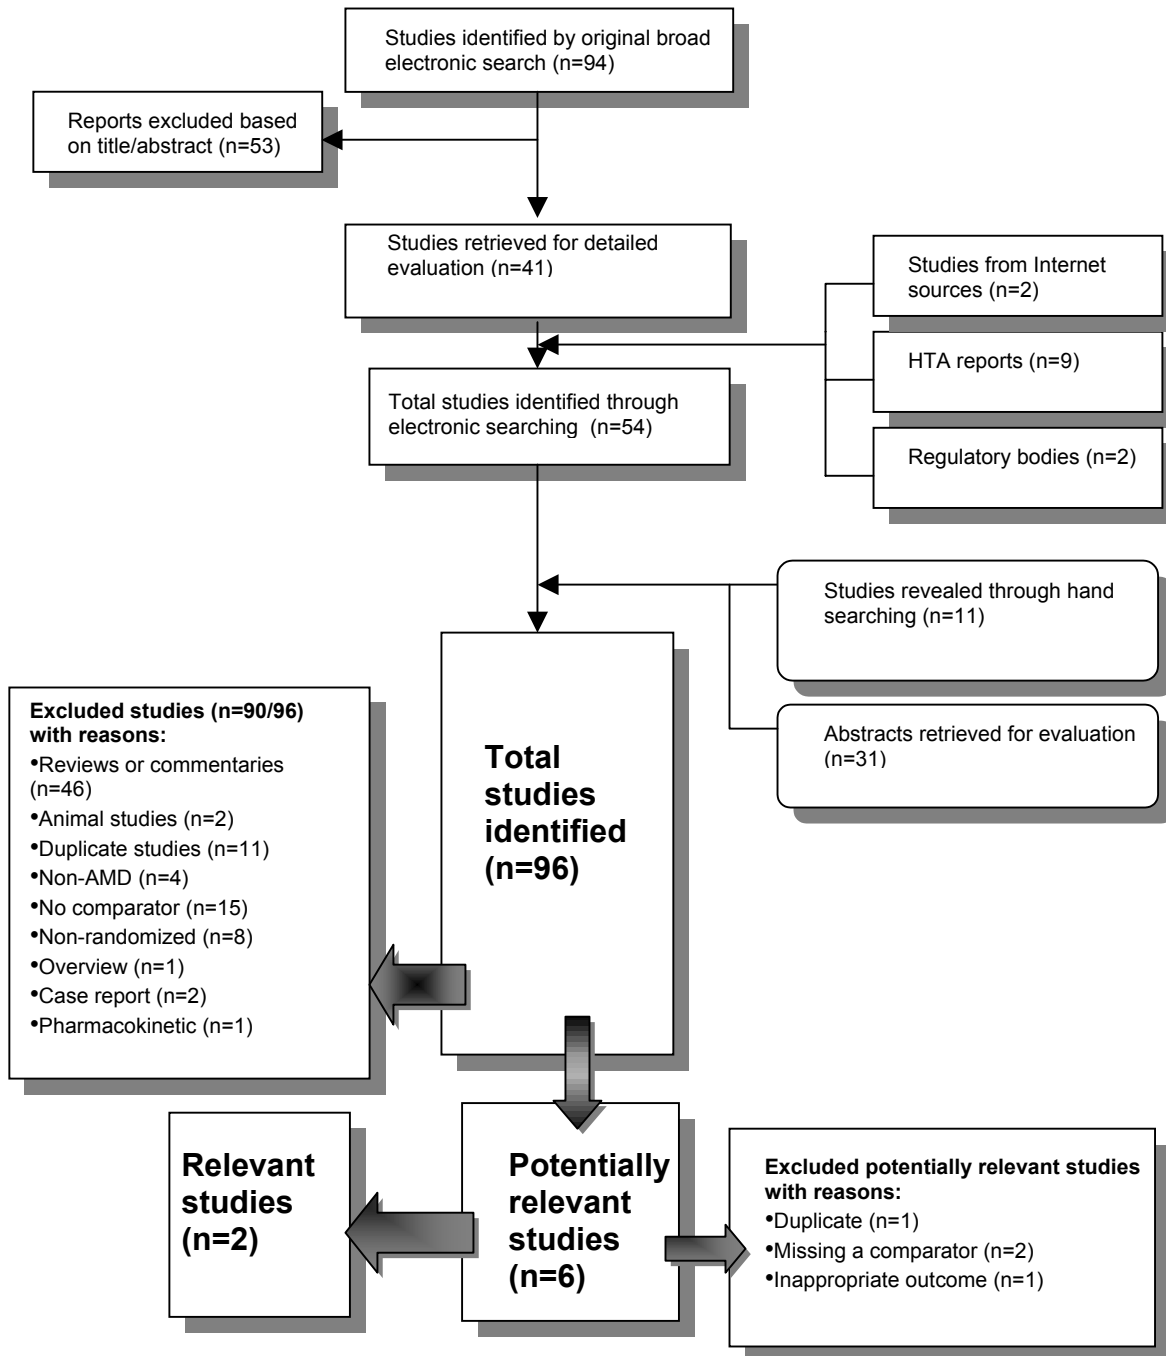 Studies identified by original broad
electronic search (n=94)
Reports excluded based
on title/abstract (n=53)
Studies retrieved for detailed
evaluation (n=41)
Studies from Internet
sources (n=2)
HTA reports (n=9)
Regulatory bodies (n=2)
Total studies identified through
electronic searching (n=54)
Studies revealed through hand
searching (n=11)
Abstracts retrieved for evaluation
(n=31)
Total
studies
identified
(n=96)
Excluded studies (n=90/96)
with reasons:
•Reviews or commentaries
(n=46)
•Animal studies (n=2)
•Duplicate studies (n=11)
•Non-AMD (n=4)
•No comparator (n=15)
•Non-randomized (n=8)
•Overview (n=1)
•Case report (n=2)
•Pharmacokinetic (n=1)
Relevant
studies
(n=2)
Potentially
relevant
studies
(n=6)
Excluded potentially relevant studies
with reasons:
•Duplicate (n=1)
•Missing a comparator (n=2)
•Inappropriate outcome (n=1)